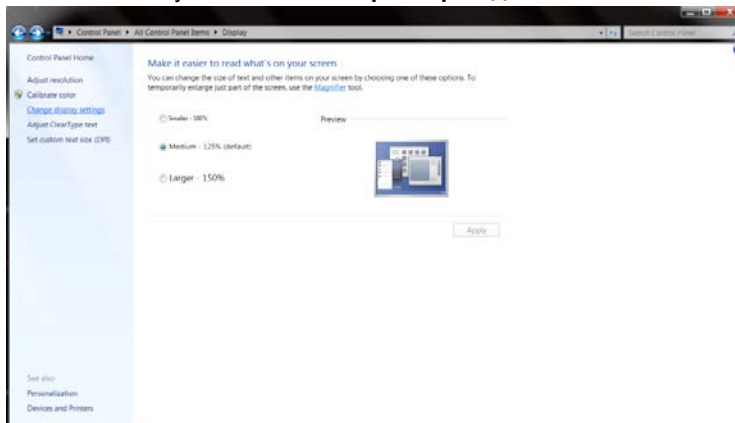 Control Panel ▸ All Control Panel Items ▸ Display
Search Control Panel
Control Panel Home
Adjust resolution
Calibrate color
Change display settings
Adjust ClearType text
Set custom text size (DPI)
Make it easier to read what's on your screen
You can change the size of text and other items on your screen by choosing one of these options. To
temporarily enlarge just part of the screen, use the Magnifier tool.
Smaller - 100%
Preview
Medium - 125% (default)
Larger - 150%
Apply
See also
Personalization
Devices and Printers